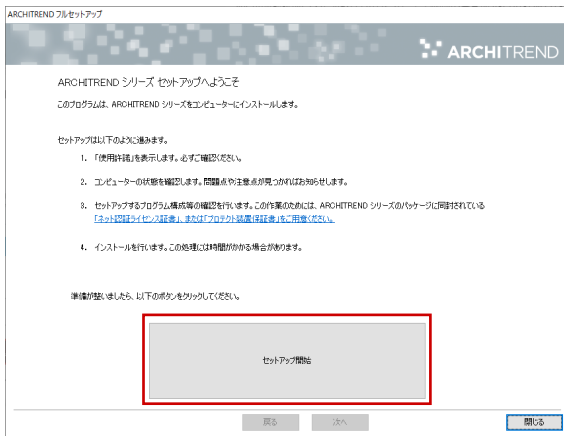 ARCHITREND フルセットアップ
ARCHITREND
ARCHITREND シリーズ セットアップへようこそ
このプログラムは、ARCHITREND シリーズをコンピューターにインストールします。
セットアップは以下のように進みます。
1. 「使用許諾」を表示します。必ずご確認ください。
2. コンピューターの状態を確認します。問題点や注意点が見つかればお知らせします。
3. セットアップするプログラム構成等の確認を行います。この作業のためには、ARCHITREND シリーズのパッケージに同封されている
「ネット認証ライセンス証書」、または「プロテクト装置保証書」をご用意ください。
4. インストールを行います。この処理には時間がかかる場合があります。
準備が整いましたら、以下のボタンをクリックしてください。
セットアップ開始
戻る 次へ 閉じる